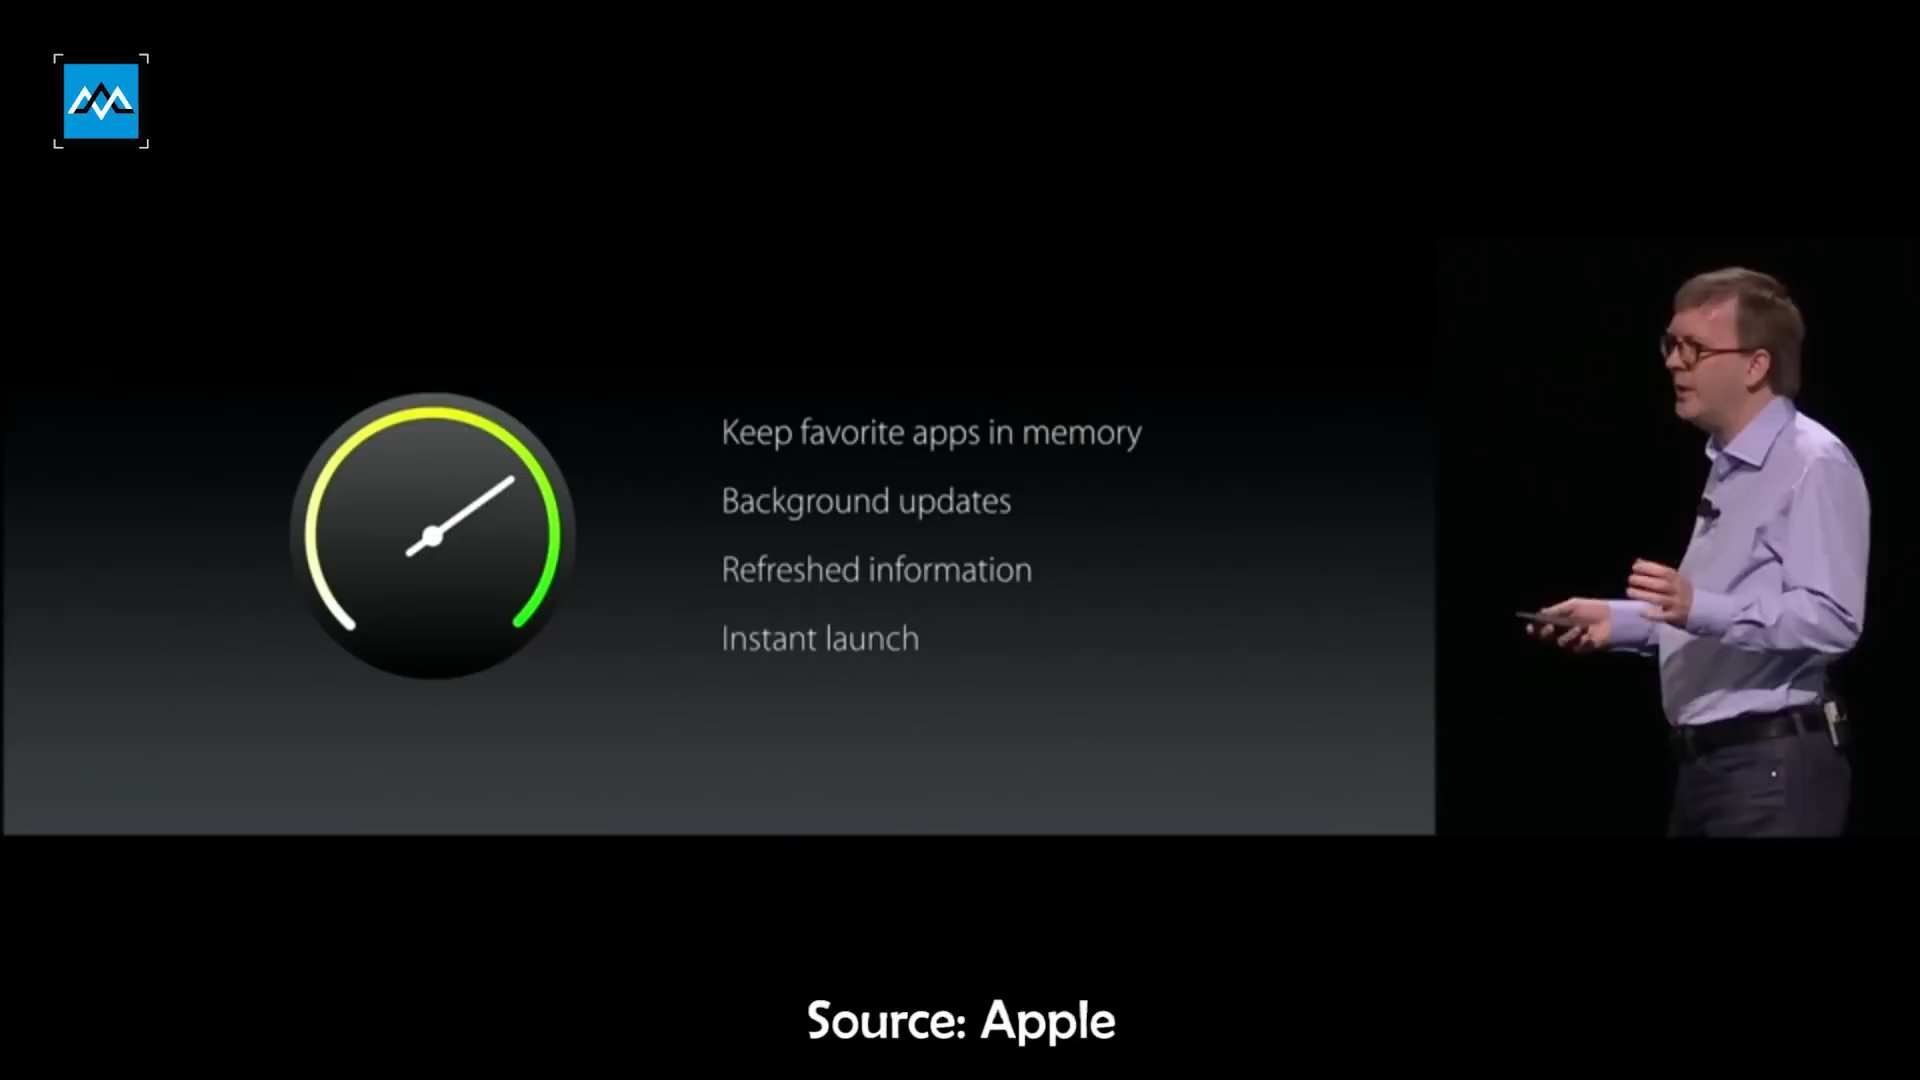 Keep favorite apps in memory
Background updates
Refreshed information
Instant launch
Source: Apple